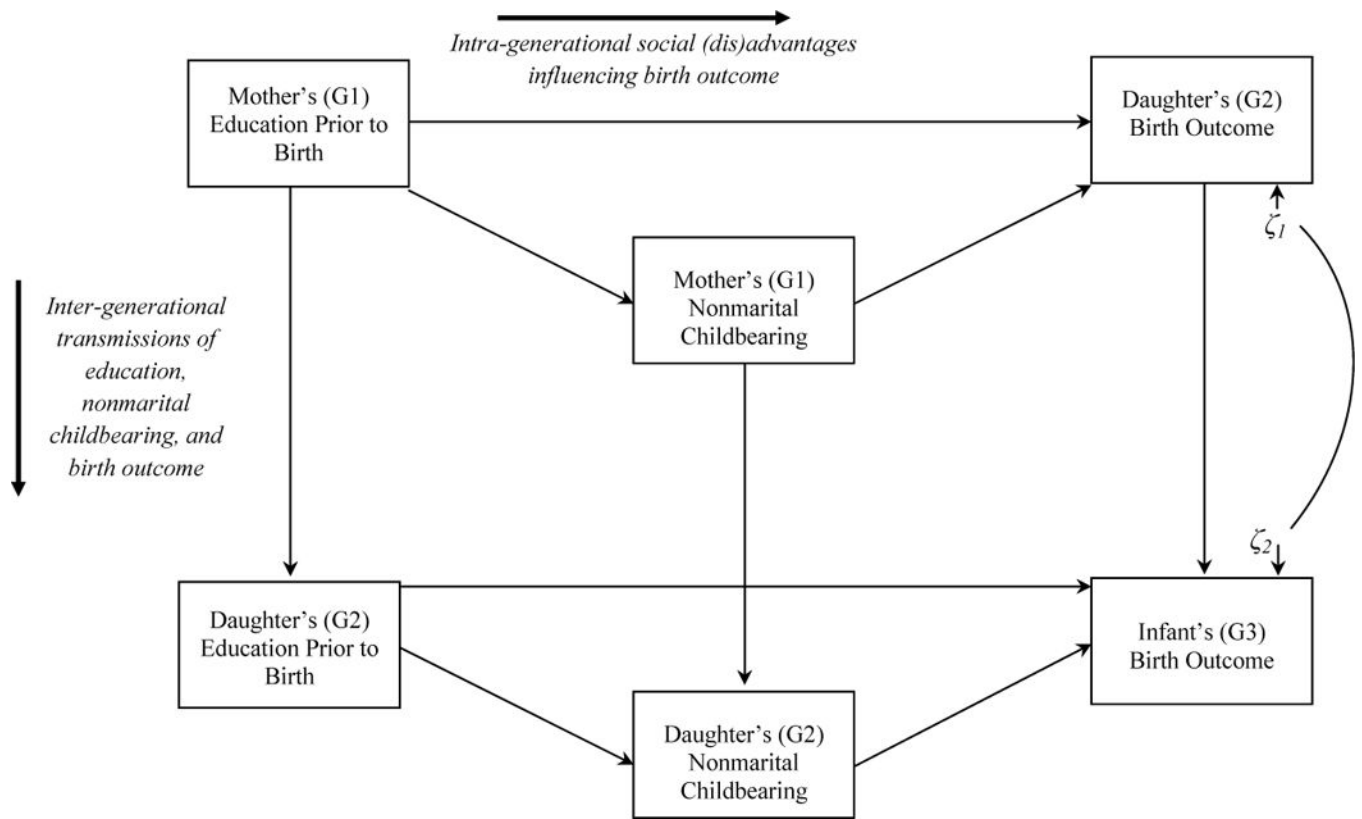 Intra-generational social (dis)advantages
influencing birth outcome
Mother's (G1)
Education Prior to
Birth
Daughter's (G2)
Birth Outcome
ζ1
Mother's (G1)
Nonmarital
Childbearing
Inter-generational
transmissions of
education,
nonmarital
childbearing, and
birth outcome
ζ2
Daughter's (G2)
Education Prior to
Birth
Infant's (G3)
Birth Outcome
Daughter's (G2)
Nonmarital
Childbearing